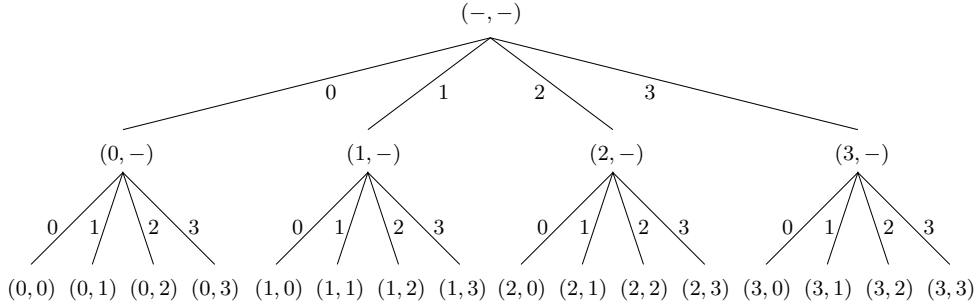 (−, −)
0 1 2 3
(0, −) (1, −) (2, −) (3, −)
0 1 2 3 0 1 2 3 0 1 2 3 0 1 2 3
(0, 0) (0, 1) (0, 2) (0, 3) (1, 0) (1, 1) (1, 2) (1, 3) (2, 0) (2, 1) (2, 2) (2, 3) (3, 0) (3, 1) (3, 2) (3, 3)